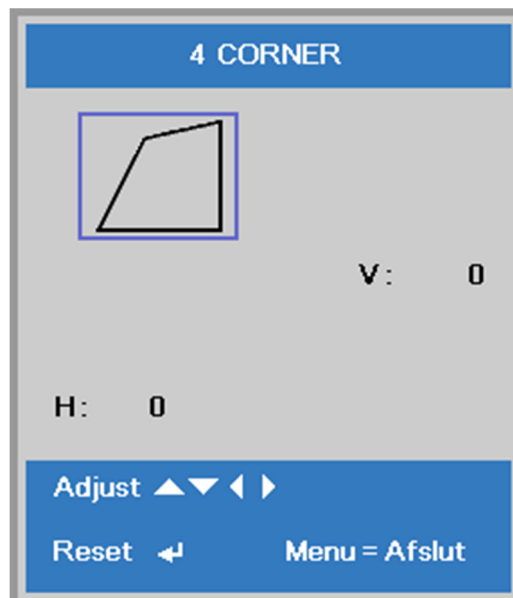 4 CORNER
V: 0
H: 0
Adjust ▲▼◀▶
Reset ↵ Menu = Afslut